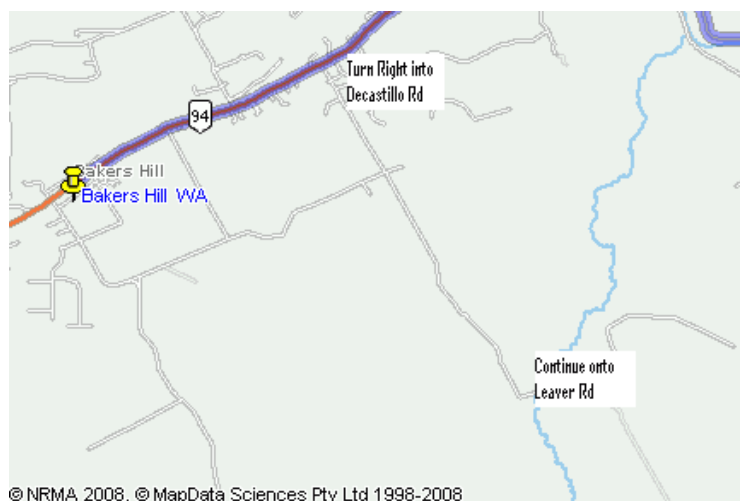 Turn Right into
Decastillo Rd
94
Bakers Hill
Bakers Hill WA
Continue onto
Leaver Rd
© NRMA 2008, © MapData Sciences Pty Ltd 1998-2008